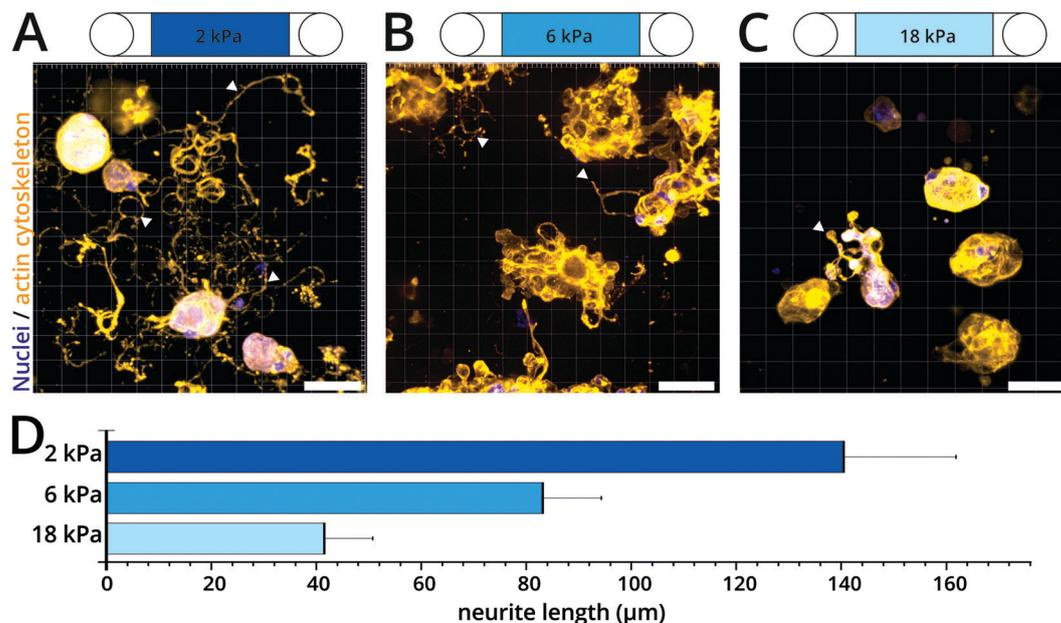 A
2 kPa
B
6 kPa
C
18 kPa
Nuclei / actin cytoskeleton
D
2 kPa
6 kPa
18 kPa
0 20 40 60 80 100 120 140 160
neurite length (μm)